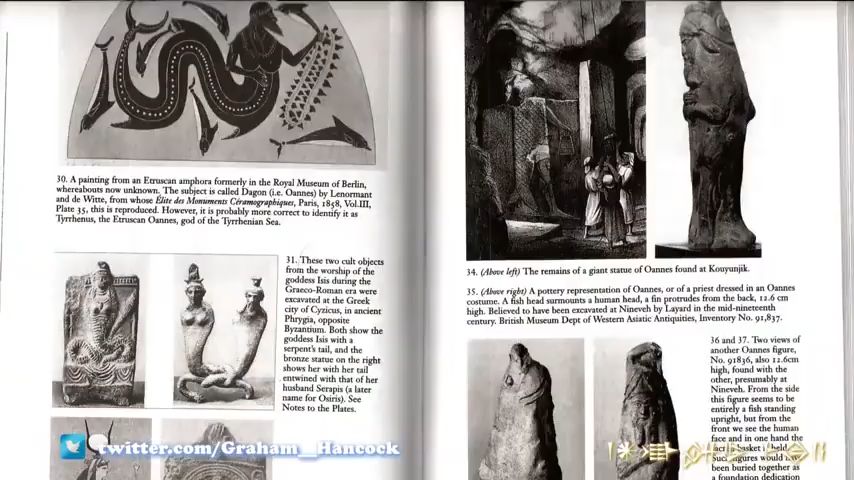 30. A painting from an Etruscan amphora formerly in the Royal Museum of Berlin,
whereabouts now unknown. The subject is called Dagon (i.e. Oannes) by Lenormant
and de Witte, from whose Élite des Monuments Céramographiques, Paris, 1858, Vol.III,
Plate 35, this is reproduced. However, it is probably more correct to identify it as
Tyrrhenus, the Etruscan Oannes, god of the Tyrrhenian Sea.
31. These two cult objects
from the worship of the
goddess Isis during the
Graeco-Roman era were
excavated at the Greek
city of Cyzicus, in ancient
Phrygia, opposite
Byzantium. Both show the
goddess Isis with a
serpent's tail, and the
bronze statue on the right
shows her with her tail
entwined with that of her
husband Serapis (a later
name for Osiris). See
Notes to the Plates.
twitter.com/Graham_Hancock
34. (Above left) The remains of a giant statue of Oannes found at Kouyunjik.
35. (Above right) A pottery representation of Oannes, or of a priest dressed in an Oannes
costume. A fish head surmounts a human head, a fin protrudes from the back, 12.6 cm
high. Believed to have been excavated at Nineveh by Layard in the mid-nineteenth
century. British Museum Dept of Western Asiatic Antiquities, Inventory No. 91,837.
36 and 37. Two views of
another Oannes figure,
No. 91836, also 12.6cm
high, found with the
other, presumably at
Nineveh. From the side
this figure seems to be
entirely a fish standing
upright, but from the
front we see the human
face and in one hand the
basket held
Such figures would have
been buried together as
a foundation dedication